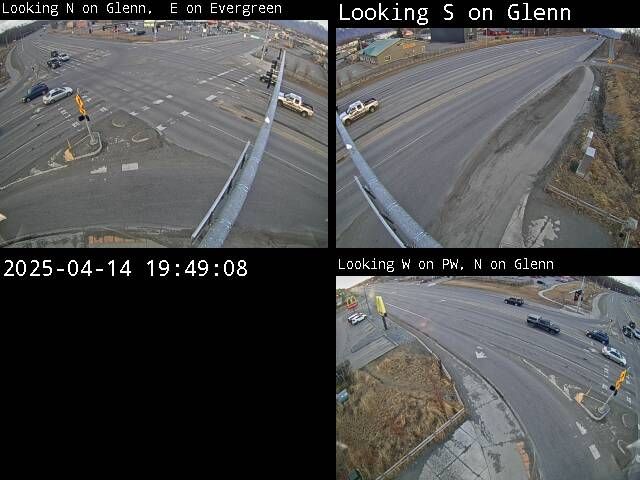 Looking N on Glenn, E on Evergreen
Looking S on Glenn
2025-04-14 19:49:08
Looking W on PW, N on Glenn